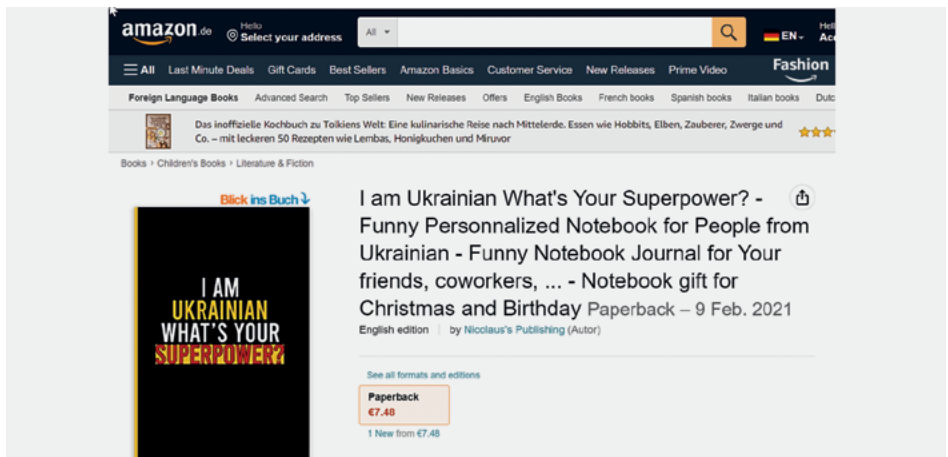 amazon.de
Hello
Select your address
All
EN
Hell
Acc
All Last Minute Deals Gift Cards Best Sellers Amazon Basics Customer Service New Releases Prime Video
Fashion
Foreign Language Books Advanced Search Top Sellers New Releases Offers English Books French books Spanish books Italian books Dutc
Das inoffizielle Kochbuch zu Tolkiens Welt: Eine kulinarische Reise nach Mittelerde. Essen wie Hobbits, Elben, Zauberer, Zwerge und
Co. – mit leckeren 50 Rezepten wie Lembas, Honigkuchen und Miruvor
Books › Children's Books › Literature & Fiction
Blick ins Buch
I AM
UKRAINIAN
WHAT'S YOUR
SUPERPOWER?
I am Ukrainian What's Your Superpower? -
Funny Personnalized Notebook for People from
Ukrainian - Funny Notebook Journal for Your
friends, coworkers, ... - Notebook gift for
Christmas and Birthday Paperback – 9 Feb. 2021
English edition | by Nicolaus's Publishing (Autor)
See all formats and editions
Paperback
€7.48
1 New from €7.48